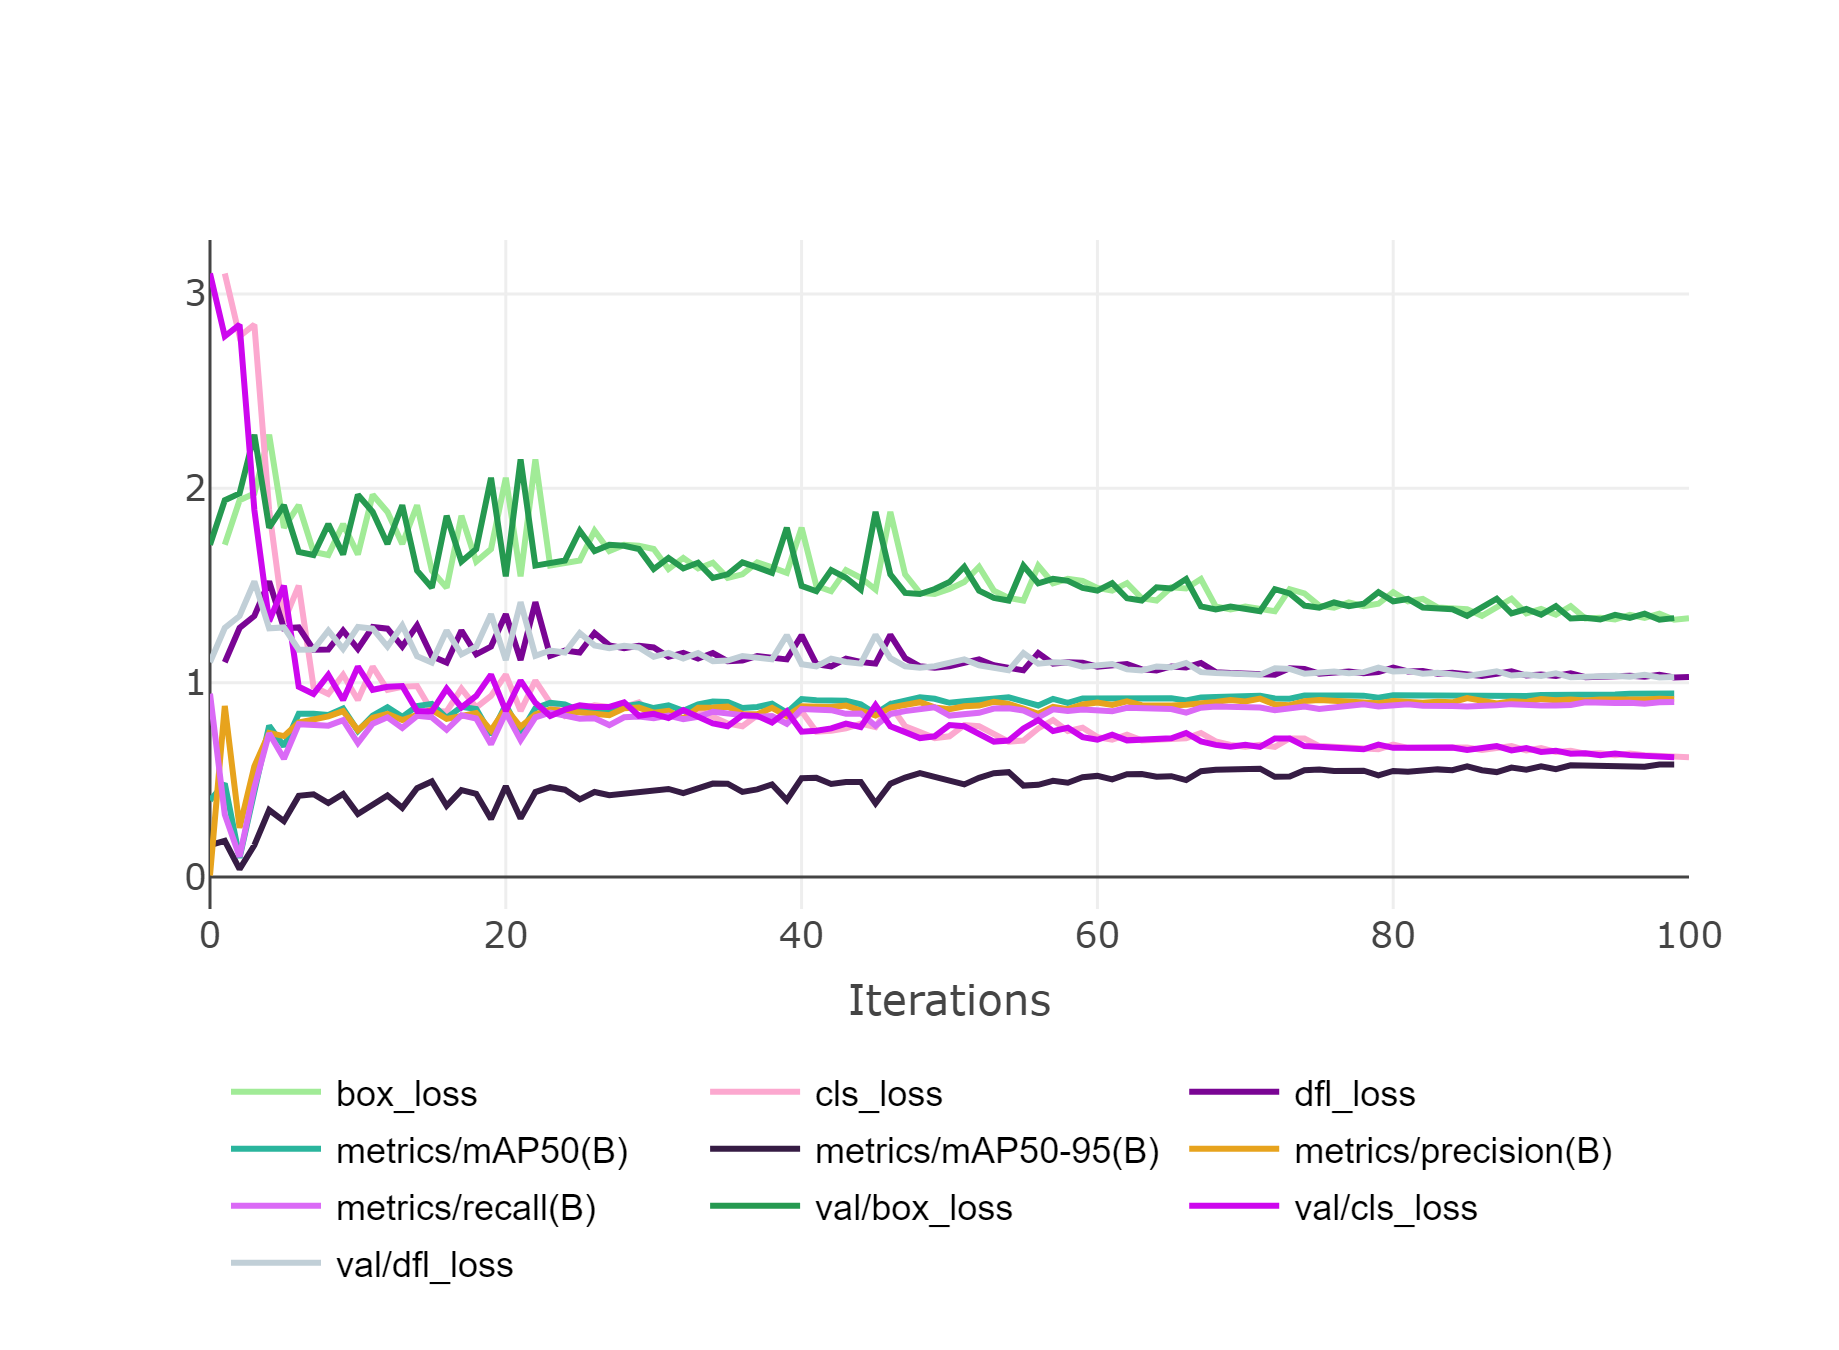 3
2
1
0
0 20 40 60 80 100
Iterations
box_loss cls_loss dfl_loss
metrics/mAP50(B) metrics/mAP50-95(B) metrics/precision(B)
metrics/recall(B) val/box_loss val/cls_loss
val/dfl_loss